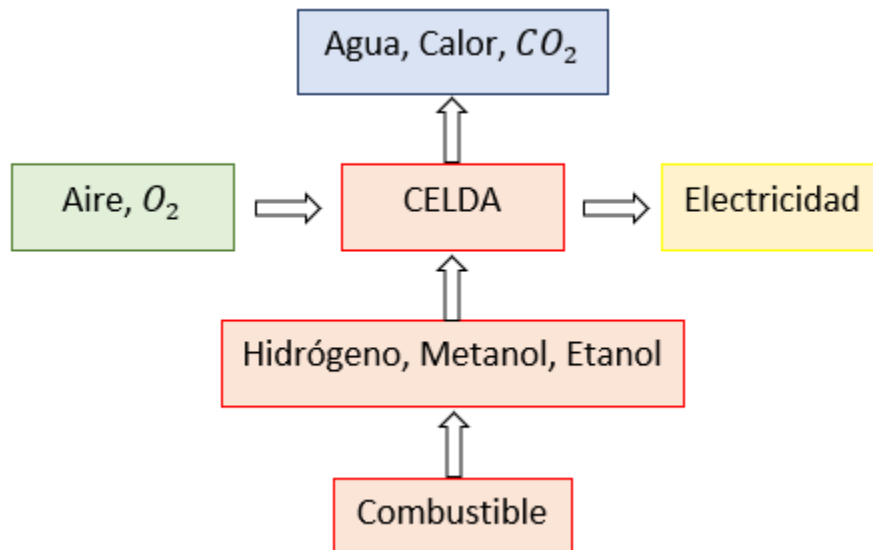 Agua, Calor, CO₂
Aire, O₂
CELDA
Electricidad
Hidrógeno, Metanol, Etanol
Combustible